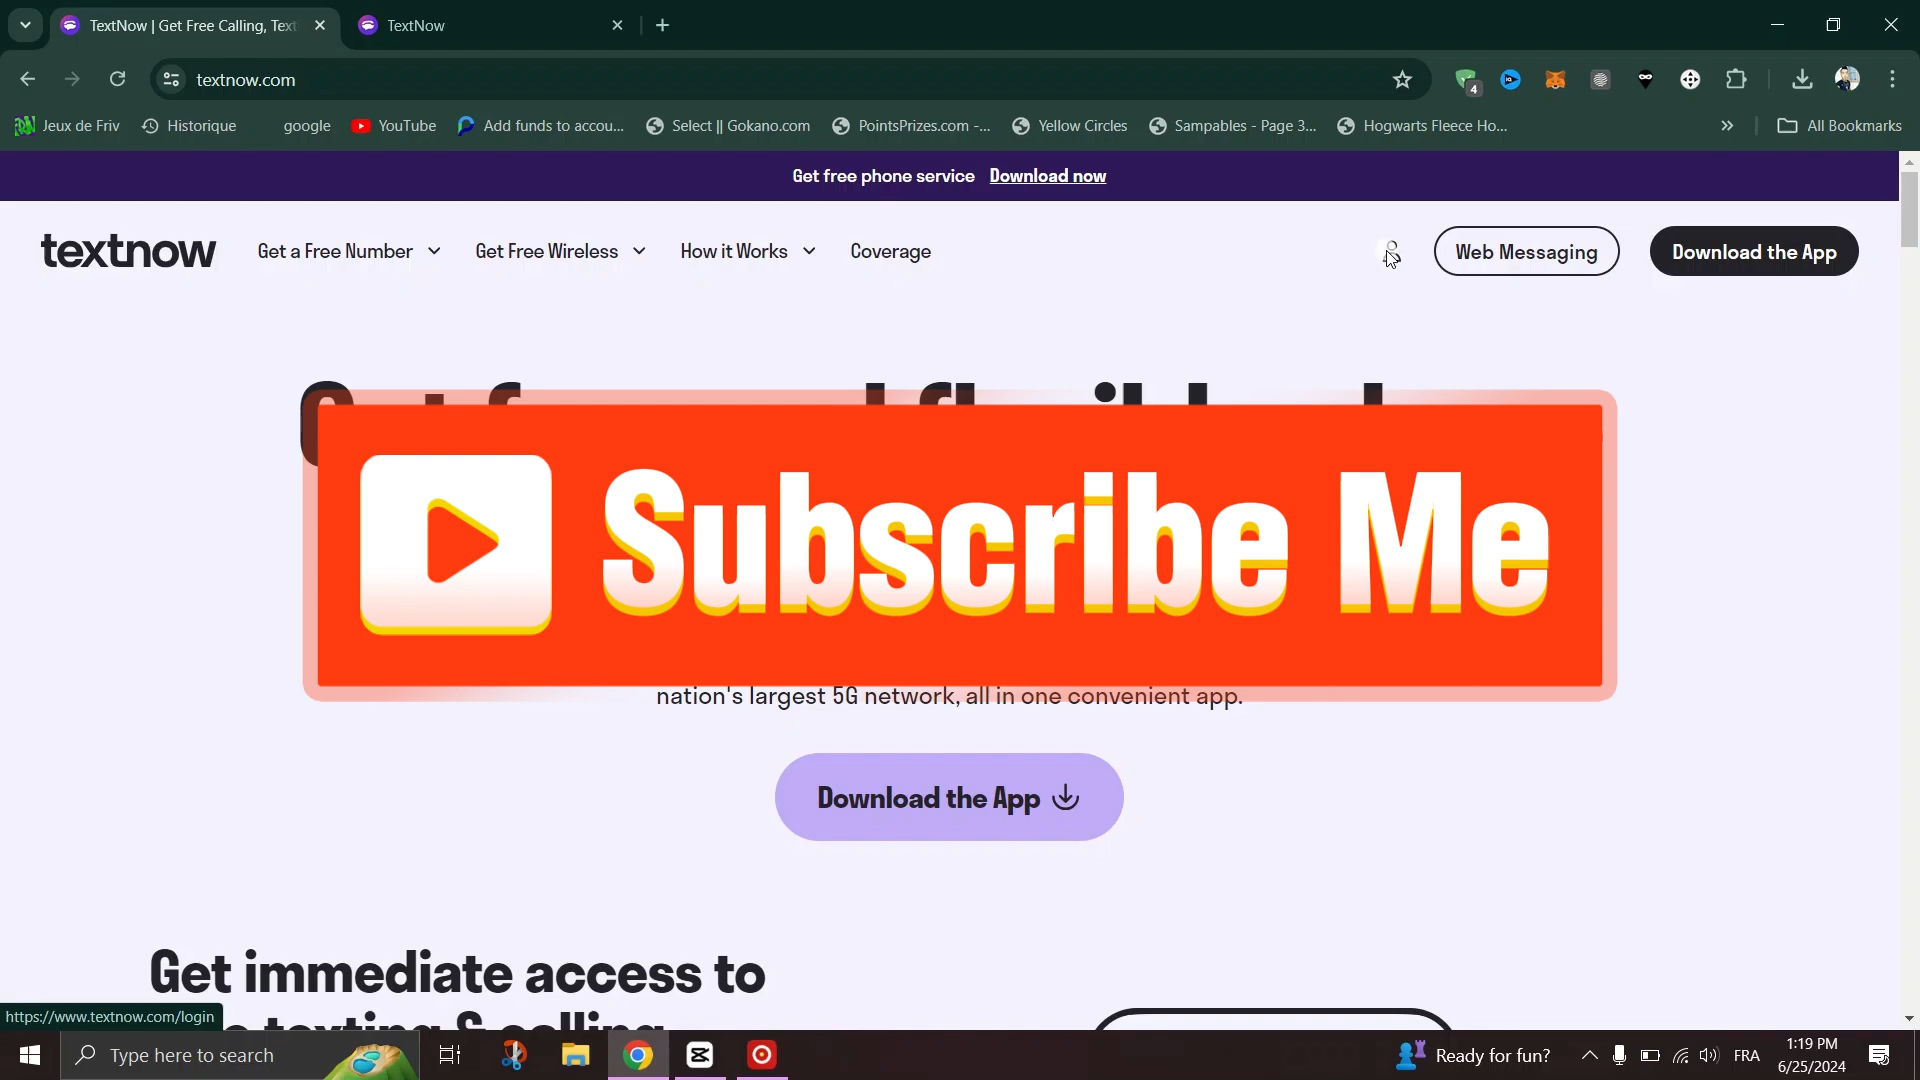 TextNow | Get Free Calling, Text
TextNow
textnow.com
4
Jeux de Friv
Historique
google
YouTube
Add funds to accou...
Select || Gokano.com
PointsPrizes.com -...
Yellow Circles
Sampables - Page 3...
Hogwarts Fleece Ho...
All Bookmarks
Get free phone service Download now
textnow
Get a Free Number
Get Free Wireless
How it Works
Coverage
Web Messaging
Download the App
Subscribe Me
nation's largest 5G network, all in one convenient app.
Download the App
Get immediate access to
texting & calling
https://www.textnow.com/login
Type here to search
Ready for fun?
FRA
1:19 PM
6/25/2024